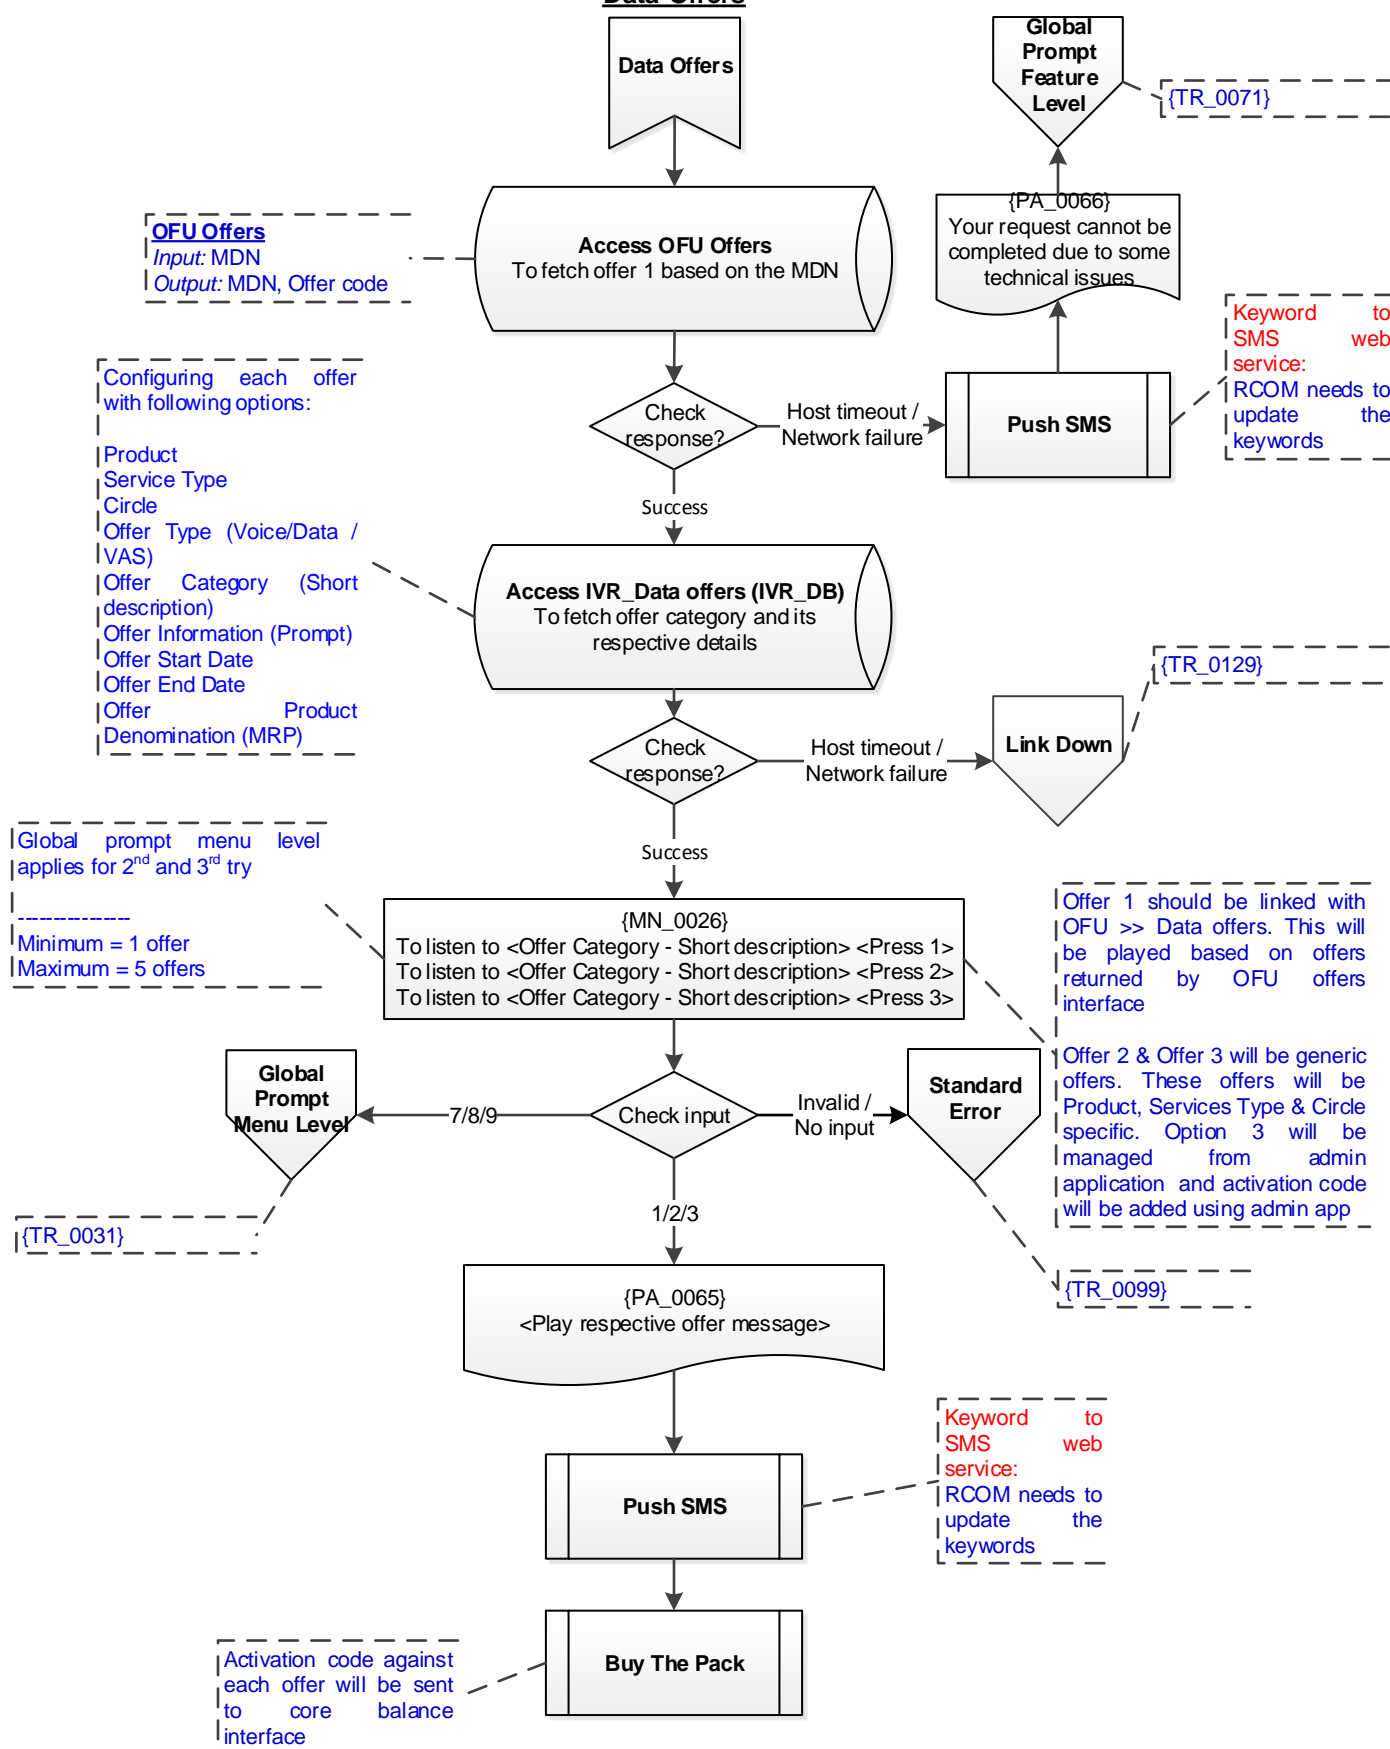 Data Offers
Data Offers
Global
Prompt
Feature
Level
{TR_0071}
{PA_0066}
Your request cannot be
completed due to some
technical issues
OFU Offers
Input: MDN
Output: MDN, Offer code
Access OFU Offers
To fetch offer 1 based on the MDN
Keyword to
SMS web
service:
RCOM needs to
update the
keywords
Configuring each offer
with following options:
Product
Service Type
Circle
Offer Type (Voice/Data /
VAS)
Offer Category (Short
description)
Offer Information (Prompt)
Offer Start Date
Offer End Date
Offer Product
Denomination (MRP)
Check
response?
Host timeout /
Network failure
Push SMS
Success
Access IVR_Data offers (IVR_DB)
To fetch offer category and its
respective details
{TR_0129}
Check
response?
Host timeout /
Network failure
Link Down
Success
Global prompt menu level
applies for 2nd and 3rd try
----------------
Minimum = 1 offer
Maximum = 5 offers
{MN_0026}
To listen to <Offer Category - Short description> <Press 1>
To listen to <Offer Category - Short description> <Press 2>
To listen to <Offer Category - Short description> <Press 3>
Offer 1 should be linked with
OFU >> Data offers. This will
be played based on offers
returned by OFU offers
interface
Offer 2 & Offer 3 will be generic
offers. These offers will be
Product, Services Type & Circle
specific. Option 3 will be
managed from admin
application and activation code
will be added using admin app
Global
Prompt
Menu Level
7/8/9
Check input
Invalid /
No input
Standard
Error
{TR_0031}
1/2/3
{TR_0099}
{PA_0065}
<Play respective offer message>
Keyword to
SMS web
service:
RCOM needs to
update the
keywords
Push SMS
Buy The Pack
Activation code against
each offer will be sent
to core balance
interface